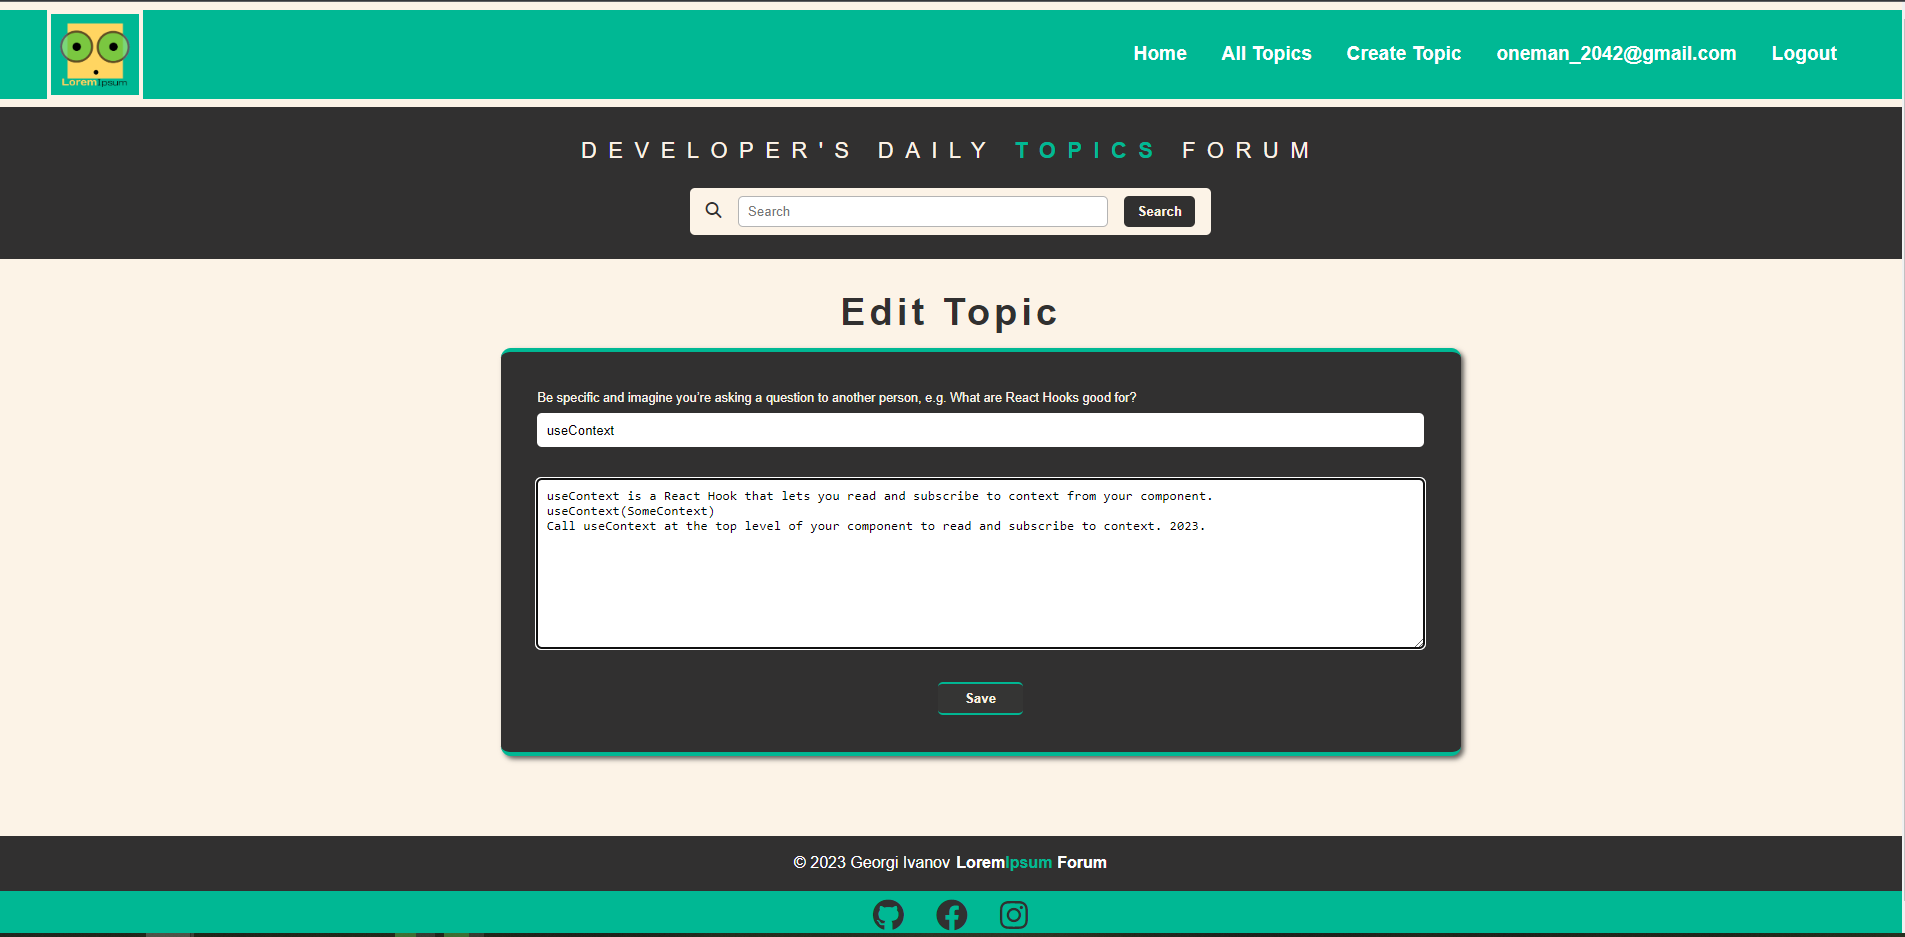 LoremIpsum
Home All Topics Create Topic oneman_2042@gmail.com Logout
DEVELOPER'S DAILY TOPICS FORUM
Search Search
Edit Topic
Be specific and imagine you're asking a question to another person, e.g. What are React Hooks good for?
useContext
useContext is a React Hook that lets you read and subscribe to context from your component.
useContext(SomeContext)
Call useContext at the top level of your component to read and subscribe to context. 2023.
Save
© 2023 Georgi Ivanov LoremIpsum Forum